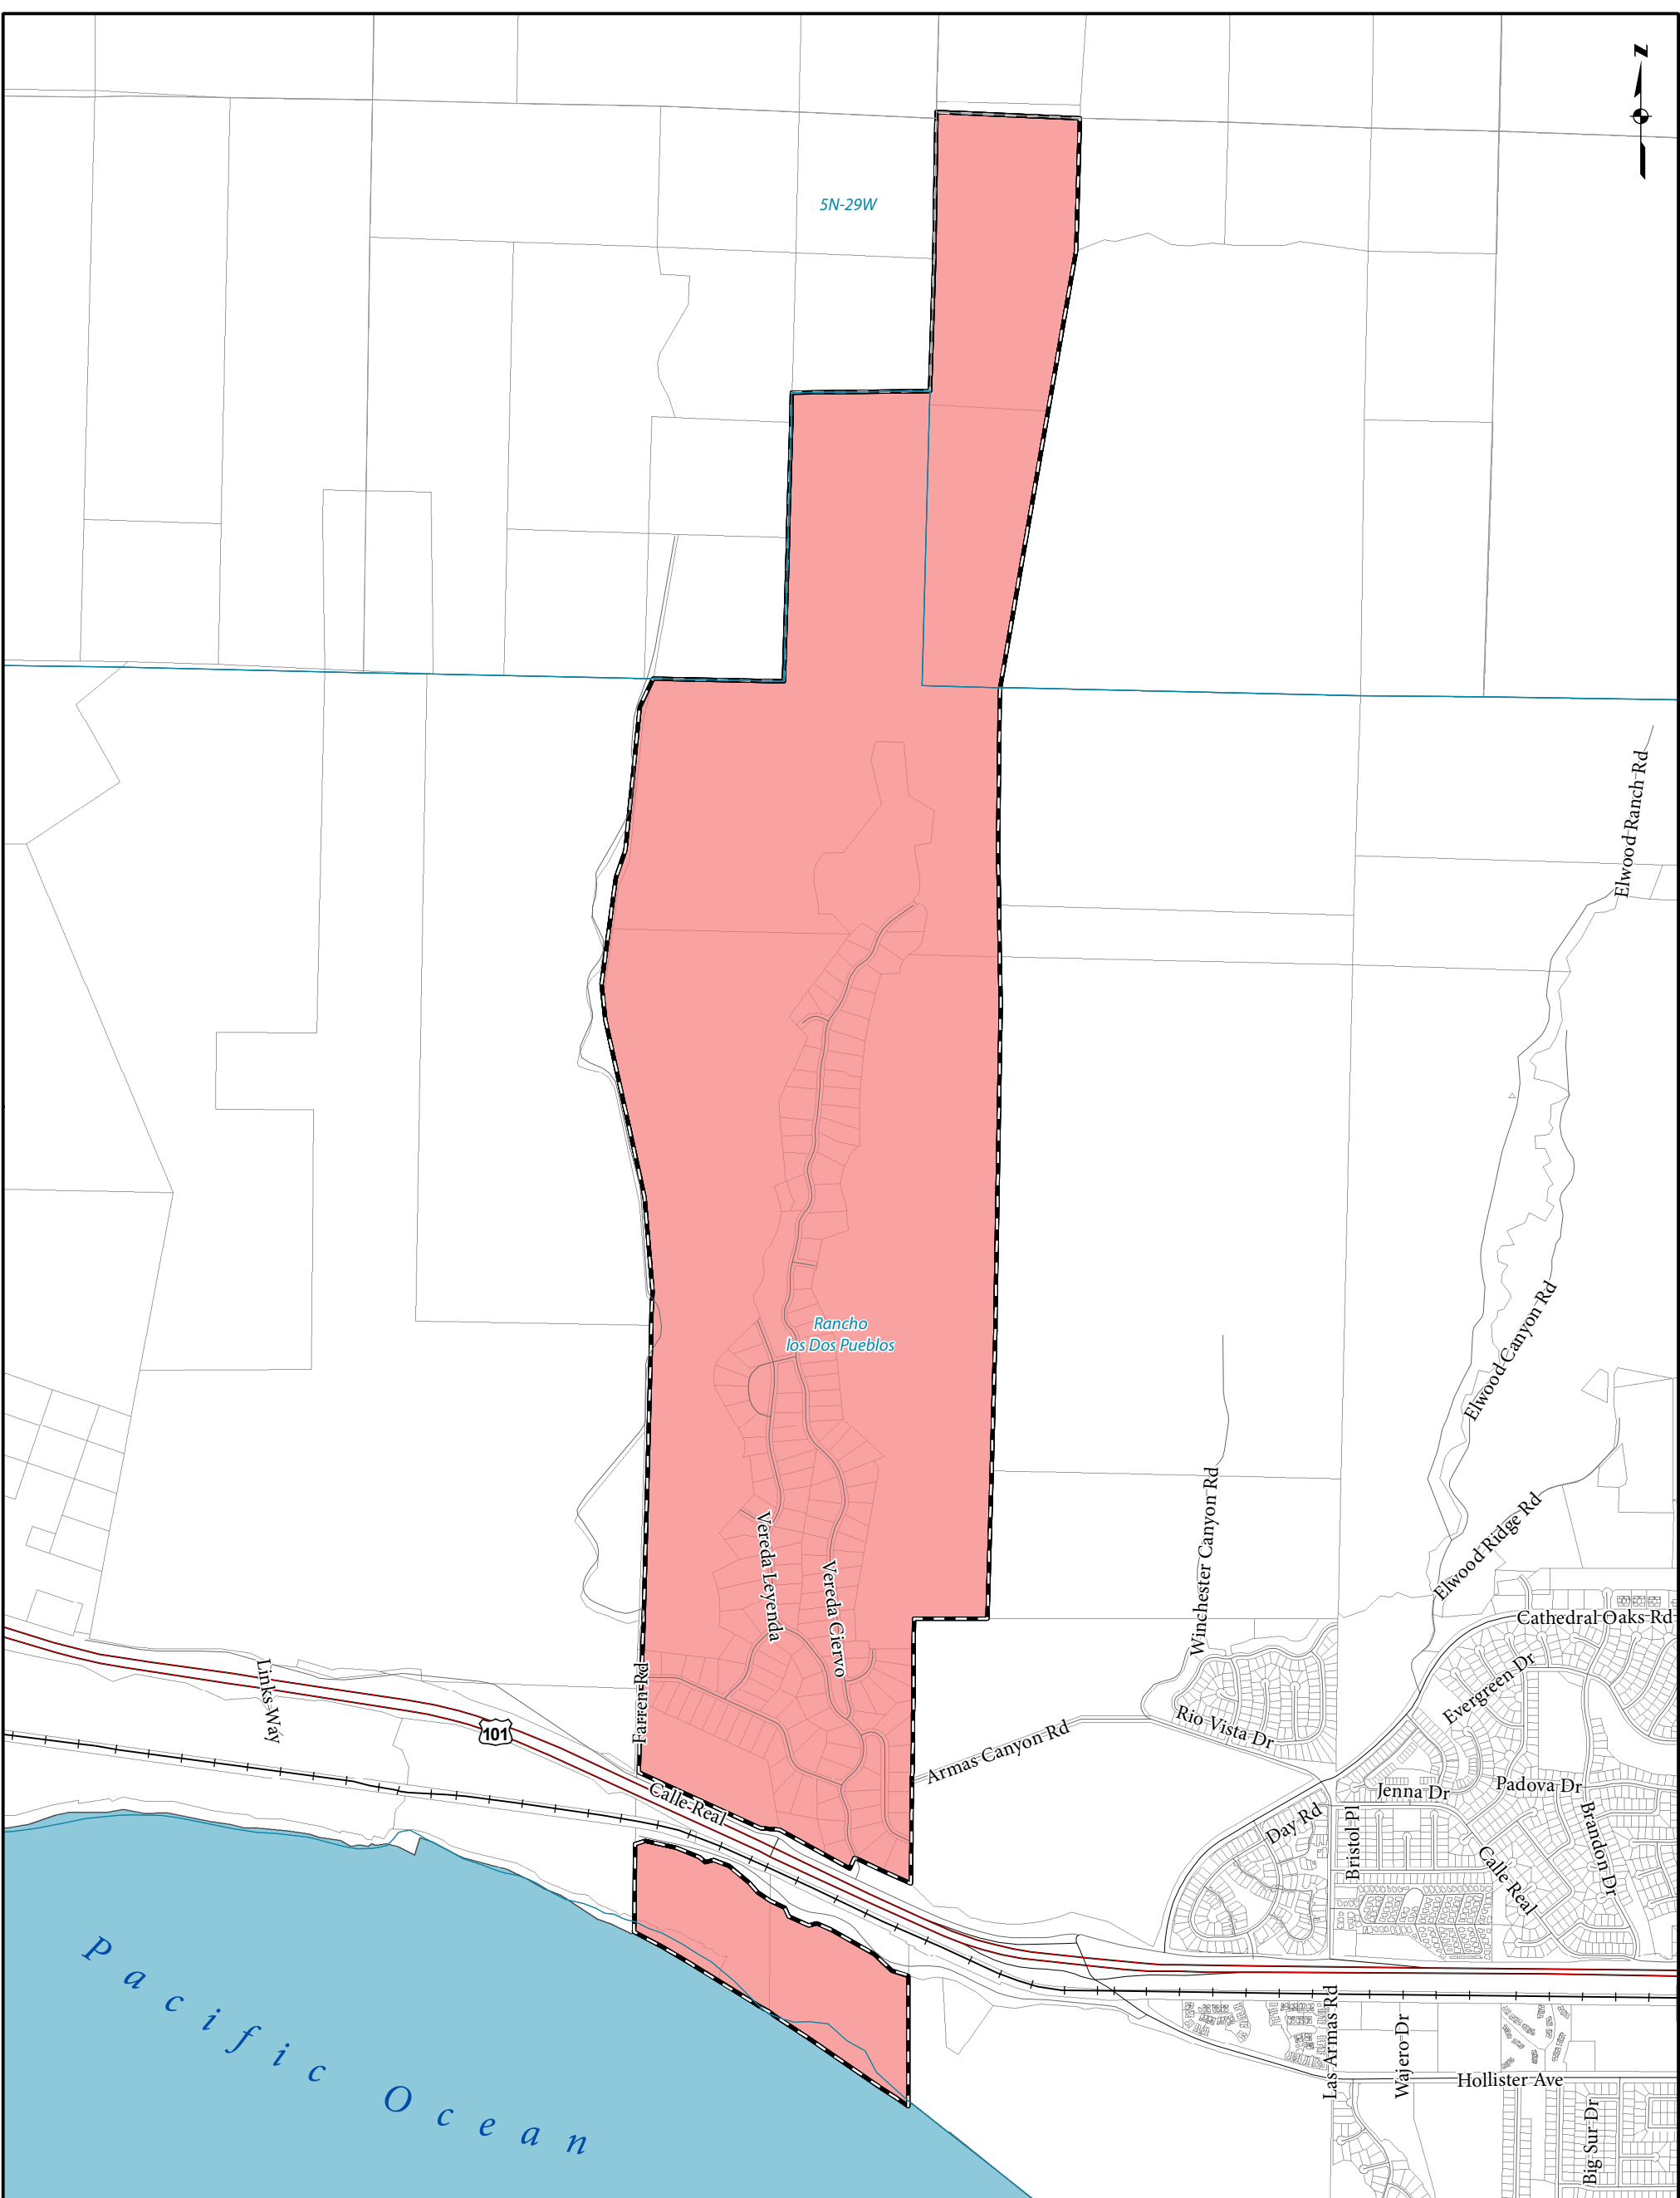 N
5N-29W
Elwood Ranch Rd
Rancho
los Dos Pueblos
Elwood Canyon Rd
Winchester Canyon Rd
Elwood Ridge Rd
Vereda Leyenda
Vereda Ciervo
Cathedral Oaks Rd
Links Way
Farren Rd
101
Evergreen Dr
Rio Vista Dr
Armas Canyon Rd
Calle Real
Jenna Dr
Padova Dr
Day Rd
Bristol Pl
Brandon Dr
Calle Real
Pacific Ocean
Las Armas Rd
Wajero Dr
Hollister Ave
Big Sur Dr